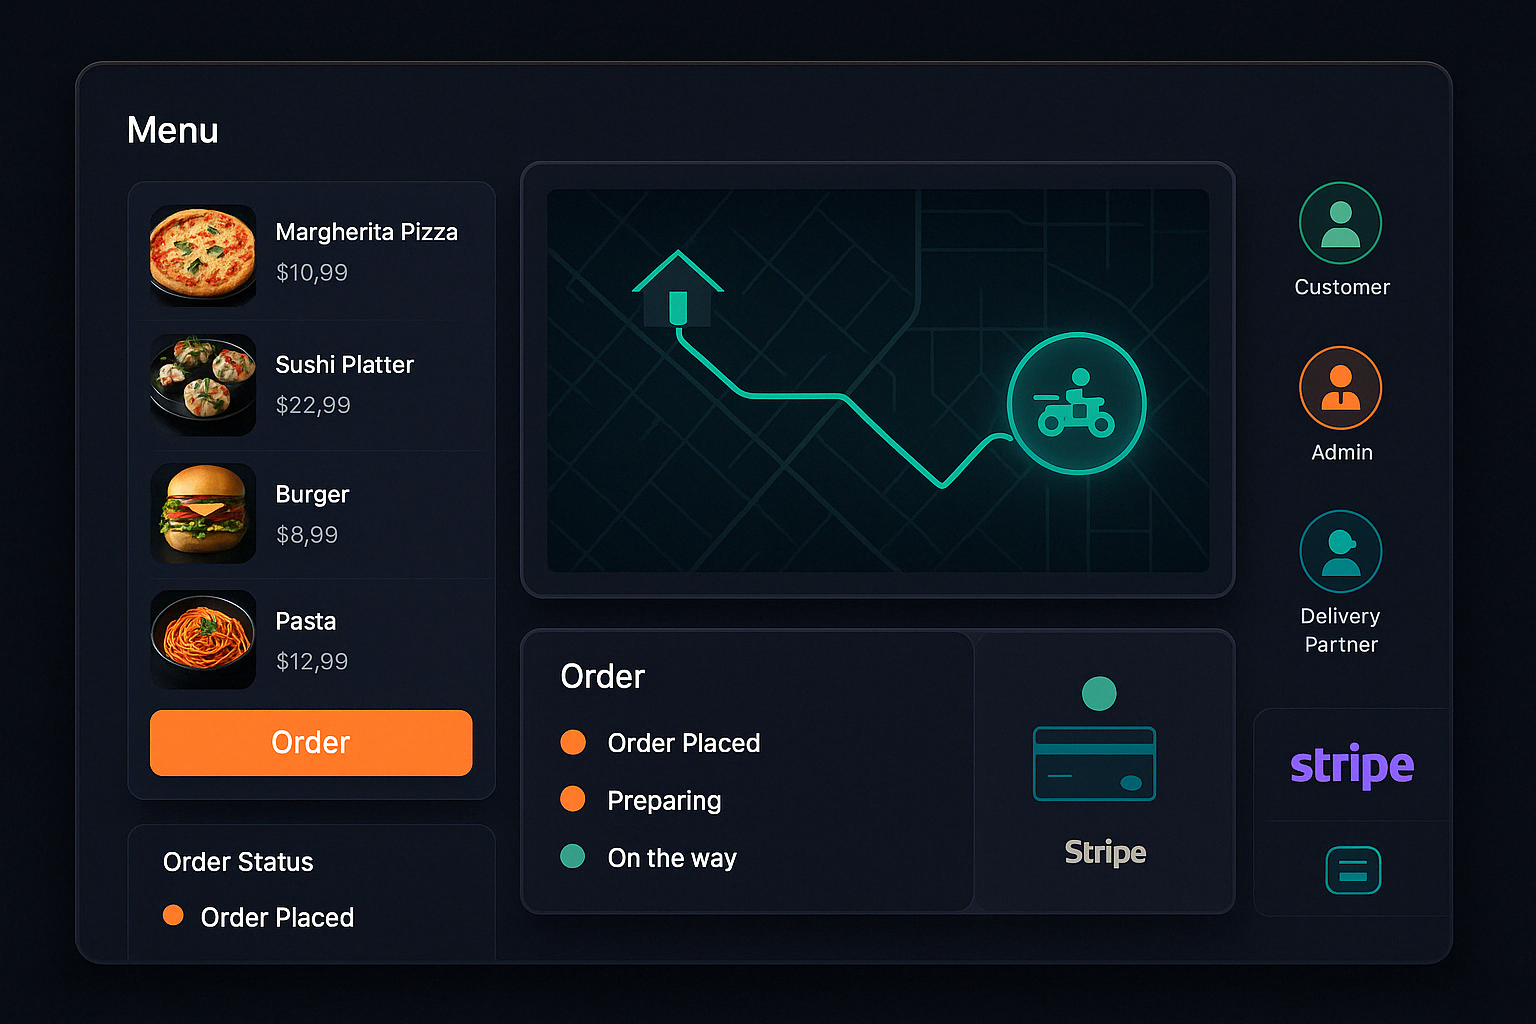 Menu
Margherita Pizza
$10,99
Sushi Platter
$22,99
Burger
$8,99
Pasta
$12,99
Order
Order Status
Order Placed
Order
Order Placed
Preparing
On the way
Stripe
Customer
Admin
Delivery
Partner
stripe